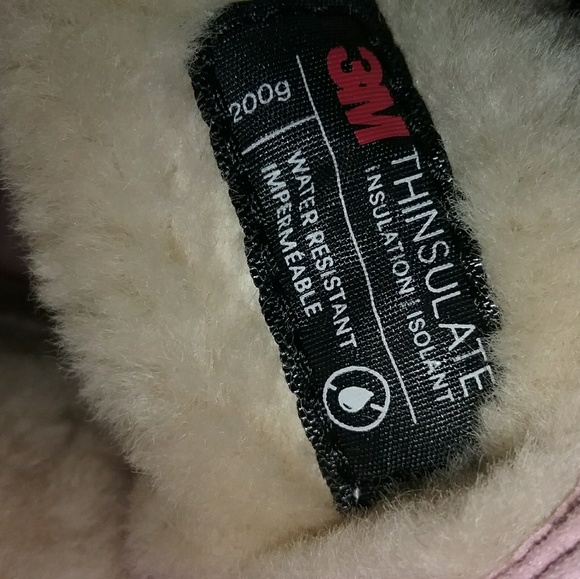 3M
THINSULATE
INSULATION | ISOLANT
200g
WATER RESISTANT
IMPERMÉABLE